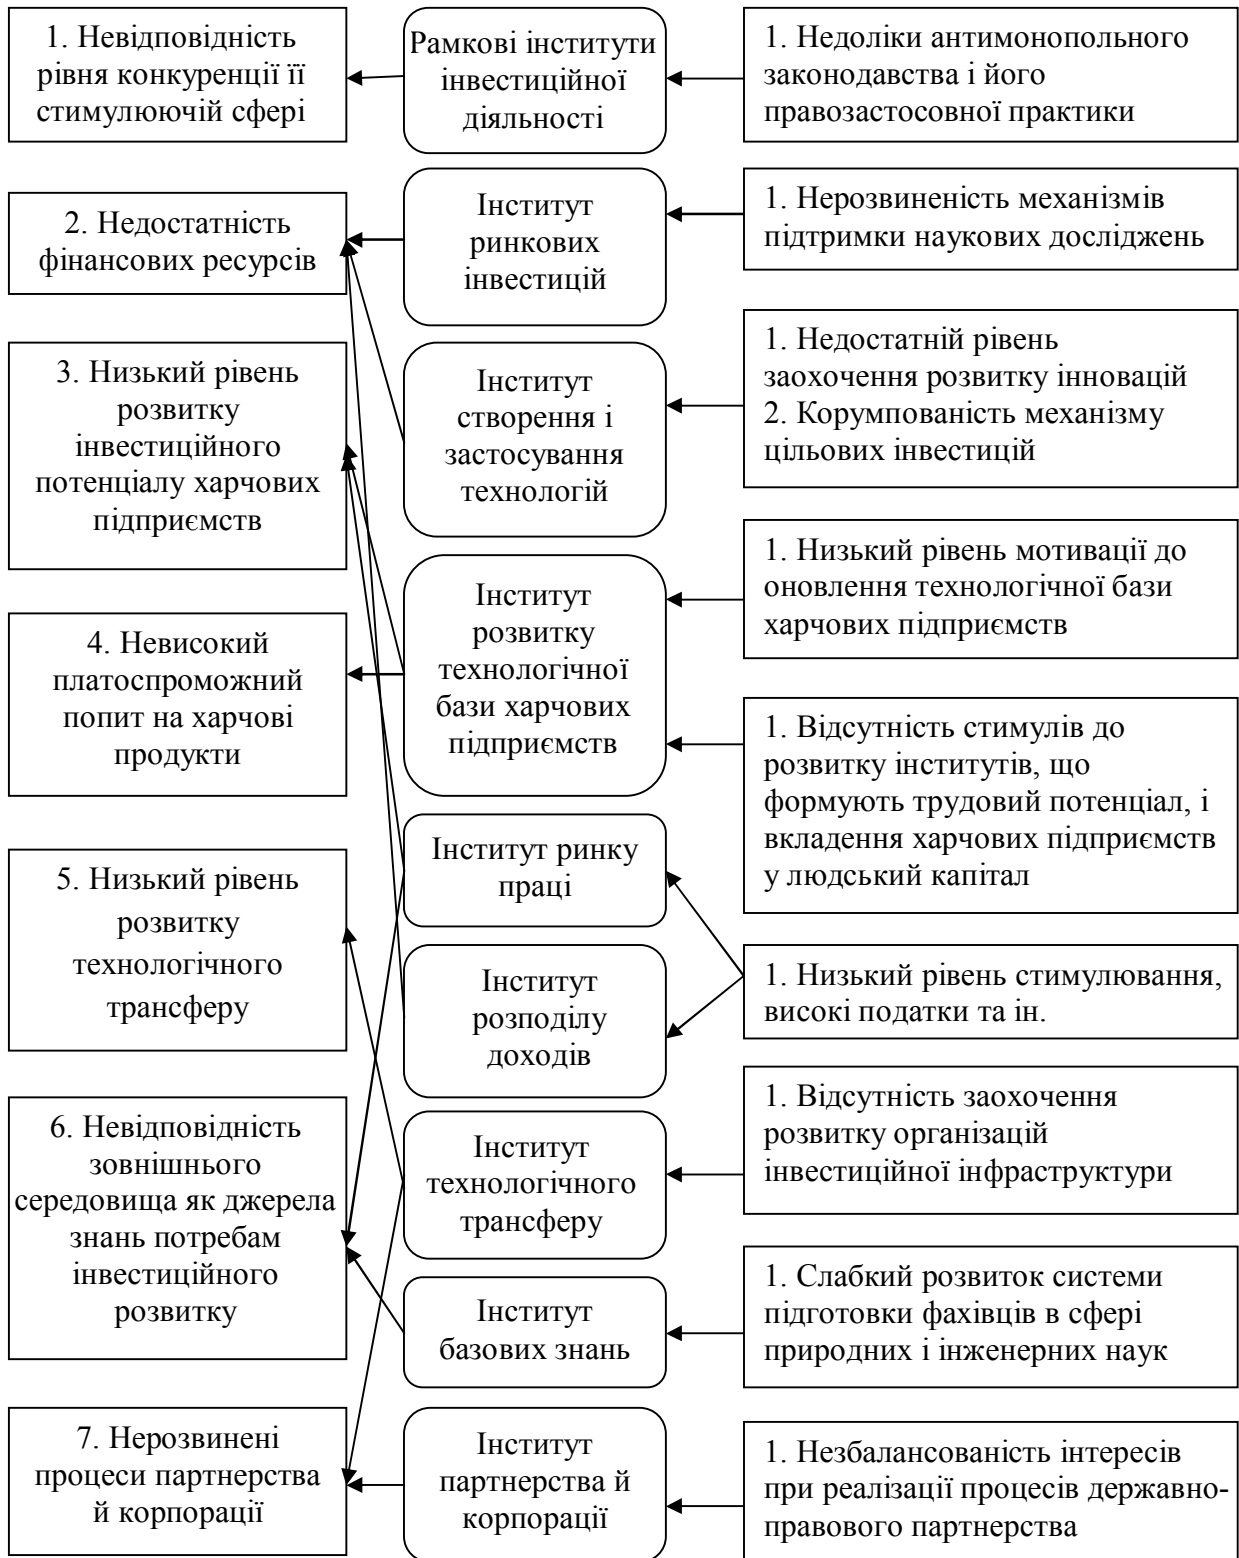 1. Невідповідність
рівня конкуренції її
стимулюючій сфері
2. Недостатність
фінансових ресурсів
3. Низький рівень
розвитку
інвестиційного
потенціалу харчових
підприємств
4. Невисокий
платоспроможний
попит на харчові
продукти
5. Низький рівень
розвитку
технологічного
трансферу
6. Невідповідність
зовнішнього
середовища як джерела
знань потребам
інвестиційного
розвитку
7. Нерозвинені
процеси партнерства
й корпорації
Рамкові інститути
інвестиційної
діяльності
Інститут
ринкових
інвестицій
Інститут
створення і
застосування
технологій
Інститут
розвитку
технологічної
бази харчових
підприємств
Інститут ринку
праці
Інститут
розподілу
доходів
Інститут
технологічного
трансферу
Інститут
базових знань
Інститут
партнерства й
корпорації
1. Недоліки антимонопольного
законодавства і його
правозастосовної практики
1. Нерозвиненість механізмів
підтримки наукових досліджень
1. Недостатній рівень
заохочення розвитку інновацій
2. Корумпованість механізму
цільових інвестицій
1. Низький рівень мотивації до
оновлення технологічної бази
харчових підприємств
1. Відсутність стимулів до
розвитку інститутів, що
формують трудовий потенціал, і
вкладення харчових підприємств
у людський капітал
1. Низький рівень стимулювання,
високі податки та ін.
1. Відсутність заохочення
розвитку організацій
інвестиційної інфраструктури
1. Слабкий розвиток системи
підготовки фахівців в сфері
природних і інженерних наук
1. Незбалансованість інтересів
при реалізації процесів державно-
правового партнерства